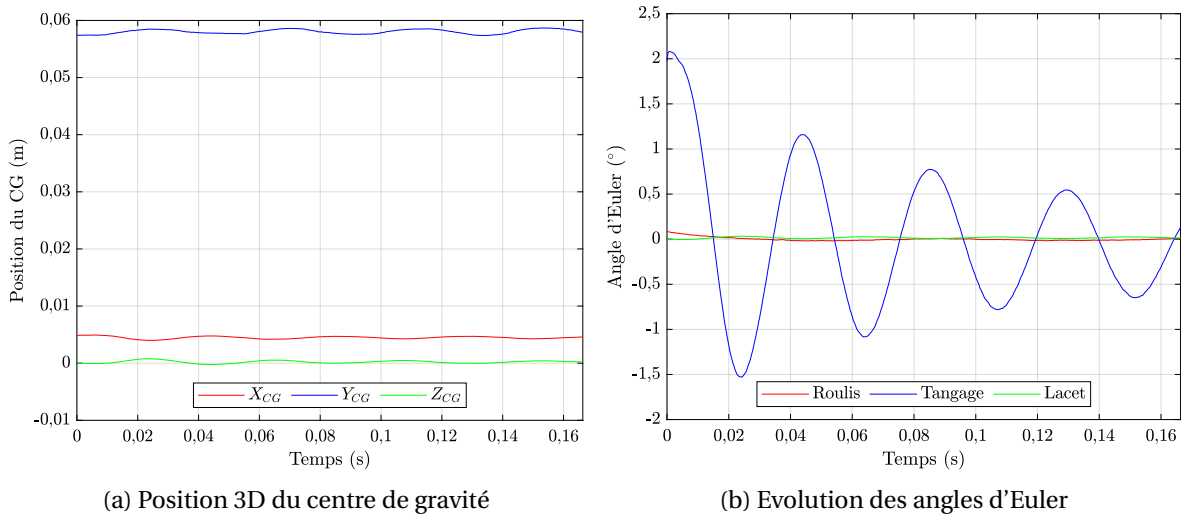 0,06
0,05
0,04
0,03
0,02
0,01
0
-0,01
Position du CG (m)
X_CG Y_CG Z_CG
0 0,02 0,04 0,06 0,08 0,1 0,12 0,14 0,16
Temps (s)
(a) Position 3D du centre de gravité
2,5
2
1,5
1
0,5
0
-0,5
-1
-1,5
-2
Angle d'Euler (°)
Roulis Tangage Lacet
0 0,02 0,04 0,06 0,08 0,1 0,12 0,14 0,16
Temps (s)
(b) Evolution des angles d'Euler